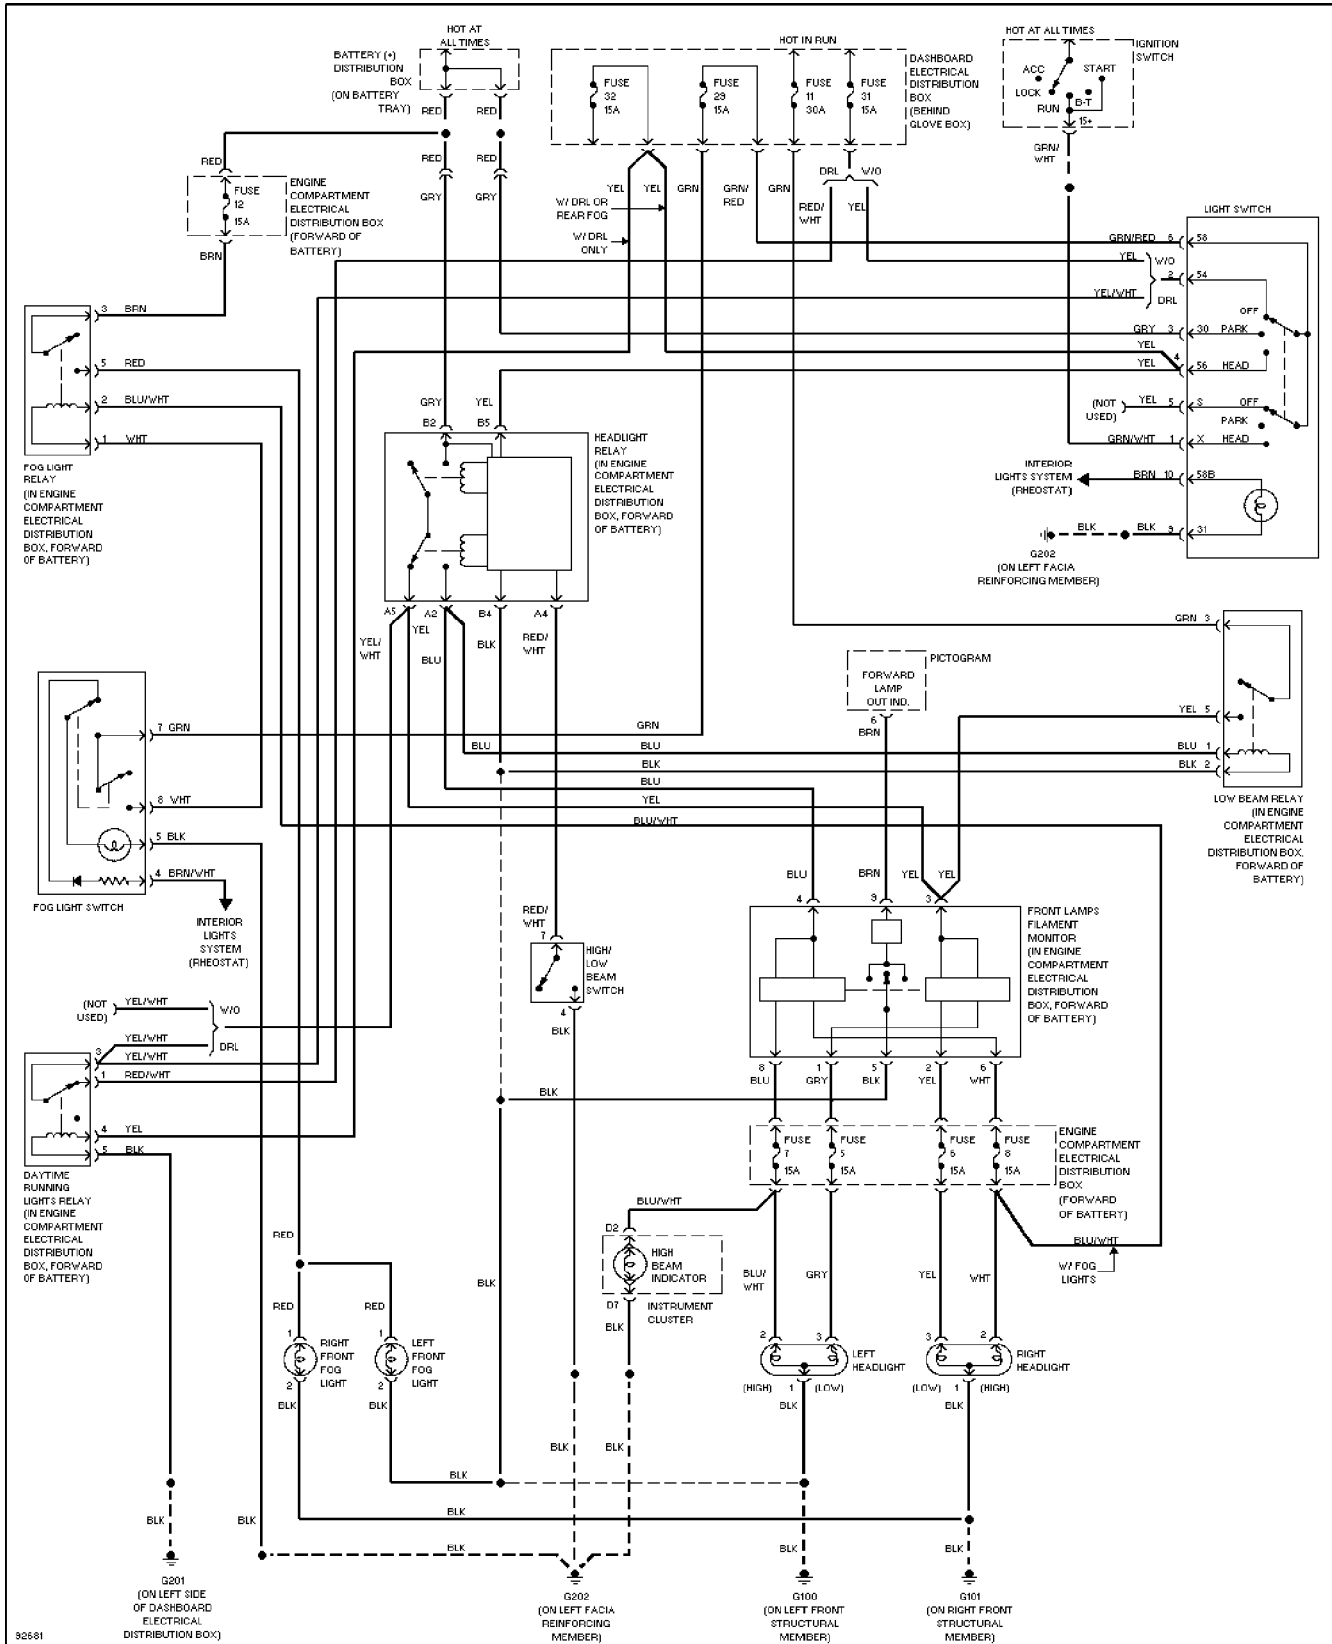 HOT AT
ALL TIMES
BATTERY (+)
DISTRIBUTION
BOX
(ON BATTERY
TRAY)
RED
RED
RED
RED
RED
GRY
GRY
FUSE
12
15A
ENGINE
COMPARTMENT
ELECTRICAL
DISTRIBUTION BOX
(FORWARD OF
BATTERY)
BRN
HOT IN RUN
FUSE
32
15A
FUSE
29
15A
FUSE
11
30A
FUSE
31
15A
DASHBOARD
ELECTRICAL
DISTRIBUTION
BOX
(BEHIND
GLOVE BOX)
YEL
YEL
GRN
GRN/
RED
GRN
DRL
W/O
RED/
WHT
YEL
W/ DRL OR
REAR FOG
W/ DRL
ONLY
HOT AT ALL TIMES
IGNITION
SWITCH
ACC
START
LOCK
B-T
RUN
15+
GRN/
WHT
LIGHT SWITCH
GRN/RED 6 58
YEL W/O
2 54
YEL/WHT DRL
OFF
GRY 3 30 PARK
YEL
4
YEL 56 HEAD
(NOT
USED)
YEL 5 S OFF
PARK
GRN/WHT 1 X HEAD
INTERIOR
LIGHTS SYSTEM
(RHEOSTAT)
BRN 10 58B
BLK BLK 9 31
G202
(ON LEFT FACIA
REINFORCING MEMBER)
3 BRN
5 RED
2 BLU/WHT
1 WHT
FOG LIGHT
RELAY
(IN ENGINE
COMPARTMENT
ELECTRICAL
DISTRIBUTION
BOX, FORWARD
OF BATTERY)
GRY YEL
B2 B5
HEADLIGHT
RELAY
(IN ENGINE
COMPARTMENT
ELECTRICAL
DISTRIBUTION
BOX, FORWARD
OF BATTERY)
A5 A2 B4 A4
YEL/
WHT
YEL
BLU
BLK
RED/
WHT
GRN 3
YEL 5
BLU 1
BLK 2
LOW BEAM RELAY
(IN ENGINE
COMPARTMENT
ELECTRICAL
DISTRIBUTION BOX,
FORWARD OF
BATTERY)
PICTOGRAM
FORWARD
LAMP
OUT IND.
6
BRN
7 GRN
8 WHT
5 BLK
4 BRN/WHT
FOG LIGHT SWITCH
INTERIOR
LIGHTS
SYSTEM
(RHEOSTAT)
GRN
BLU
BLU
BLK
BLU
YEL
BLU/WHT
BLU
BRN
YEL
YEL
4 9 3
FRONT LAMPS
FILAMENT
MONITOR
(IN ENGINE
COMPARTMENT
ELECTRICAL
DISTRIBUTION
BOX, FORWARD
OF BATTERY)
8 1 5 2 6
BLU GRY BLK YEL WHT
RED/
WHT
7
HIGH/
LOW
BEAM
SWITCH
4
BLK
BLK
(NOT
USED)
YEL/WHT
W/O
YEL/WHT
DRL
3
YEL/WHT
1 RED/WHT
4 YEL
5 BLK
DAYTIME
RUNNING
LIGHTS RELAY
(IN ENGINE
COMPARTMENT
ELECTRICAL
DISTRIBUTION
BOX, FORWARD
OF BATTERY)
FUSE
7
15A
FUSE
5
15A
FUSE
6
15A
FUSE
8
15A
ENGINE
COMPARTMENT
ELECTRICAL
DISTRIBUTION
BOX
(FORWARD
OF BATTERY)
BLU/WHT
D2
HIGH
BEAM
INDICATOR
D7
INSTRUMENT
CLUSTER
BLK
BLU/WHT
W/ FOG
LIGHTS
BLU/
WHT
GRY
YEL
WHT
RED
RED
RED
BLK
1
RIGHT
FRONT
FOG
LIGHT
2
BLK
1
LEFT
FRONT
FOG
LIGHT
2
BLK
2 3
LEFT
HEADLIGHT
(HIGH) 1 (LOW)
BLK
3 2
RIGHT
HEADLIGHT
(LOW) 1 (HIGH)
BLK
BLK
BLK
BLK
BLK
BLK
BLK
BLK
BLK
BLK
G201
(ON LEFT SIDE
OF DASHBOARD
ELECTRICAL
DISTRIBUTION BOX)
G202
(ON LEFT FACIA
REINFORCING
MEMBER)
G100
(ON LEFT FRONT
STRUCTURAL
MEMBER)
G101
(ON RIGHT FRONT
STRUCTURAL
MEMBER)
92681